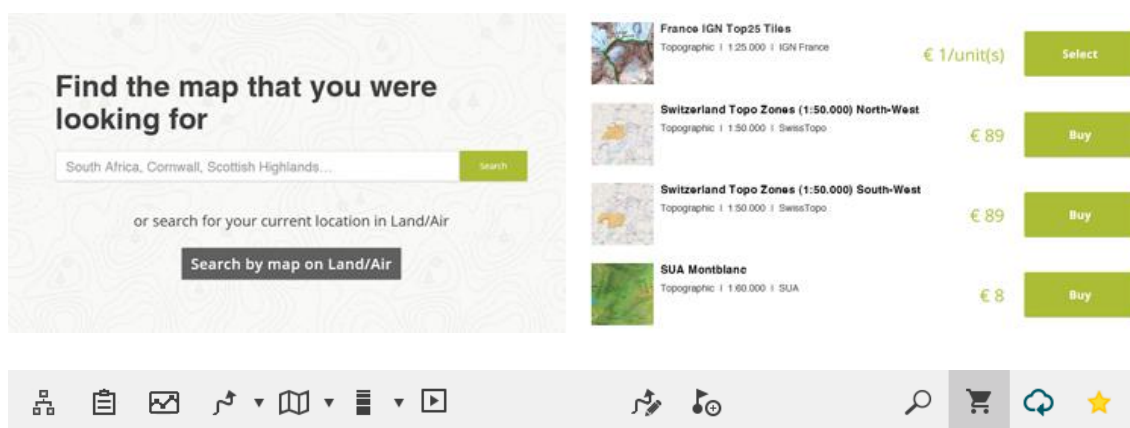 Find the map that you were
looking for
South Africa, Cornwall, Scottish Highlands...
Search
or search for your current location in Land/Air
Search by map on Land/Air
France IGN Top25 Tiles
Topographic | 1:25.000 | IGN France
€ 1/unit(s)
Select
Switzerland Topo Zones (1:50.000) North-West
Topographic | 1:50.000 | SwissTopo
€ 89
Buy
Switzerland Topo Zones (1:50.000) South-West
Topographic | 1:50.000 | SwissTopo
€ 89
Buy
SUA Montblanc
Topographic | 1:60.000 | SUA
€ 8
Buy